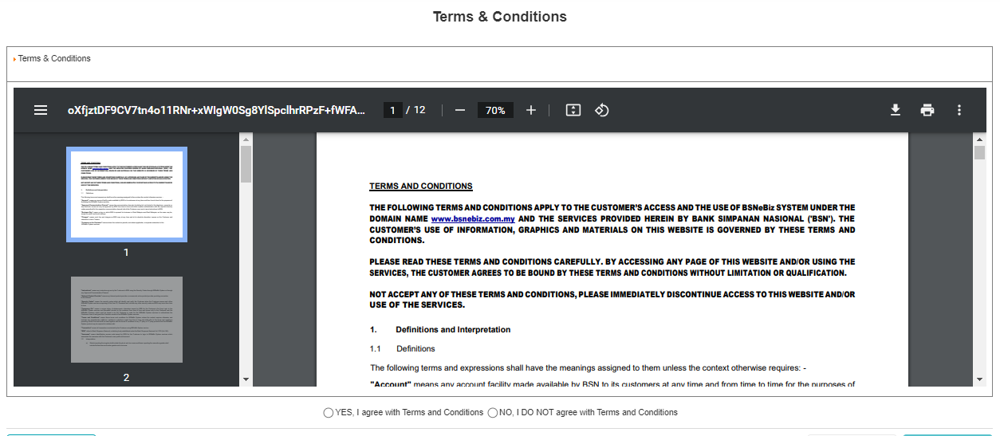 Terms & Conditions
Terms & Conditions
oXfjztDF9CV7tn4o11RNr+xWIgW0Sg8YlSpclhrRPzF+fWFA...
1 / 12
70%
1
2
TERMS AND CONDITIONS
THE FOLLOWING TERMS AND CONDITIONS APPLY TO THE CUSTOMER'S ACCESS AND THE USE OF BSNeBiz SYSTEM UNDER THE
DOMAIN NAME www.bsnebiz.com.my AND THE SERVICES PROVIDED HEREIN BY BANK SIMPANAN NASIONAL ('BSN'). THE
CUSTOMER'S USE OF INFORMATION, GRAPHICS AND MATERIALS ON THIS WEBSITE IS GOVERNED BY THESE TERMS AND
CONDITIONS.
PLEASE READ THESE TERMS AND CONDITIONS CAREFULLY. BY ACCESSING ANY PAGE OF THIS WEBSITE AND/OR USING THE
SERVICES, THE CUSTOMER AGREES TO BE BOUND BY THESE TERMS AND CONDITIONS WITHOUT LIMITATION OR QUALIFICATION.
NOT ACCEPT ANY OF THESE TERMS AND CONDITIONS, PLEASE IMMEDIATELY DISCONTINUE ACCESS TO THIS WEBSITE AND/OR
USE OF THE SERVICES.
1. Definitions and Interpretation
1.1 Definitions
The following terms and expressions shall have the meanings assigned to them unless the context otherwise requires: -
"Account" means any account facility made available by BSN to its customers at any time and from time to time for the purposes of
YES, I agree with Terms and Conditions NO, I DO NOT agree with Terms and Conditions